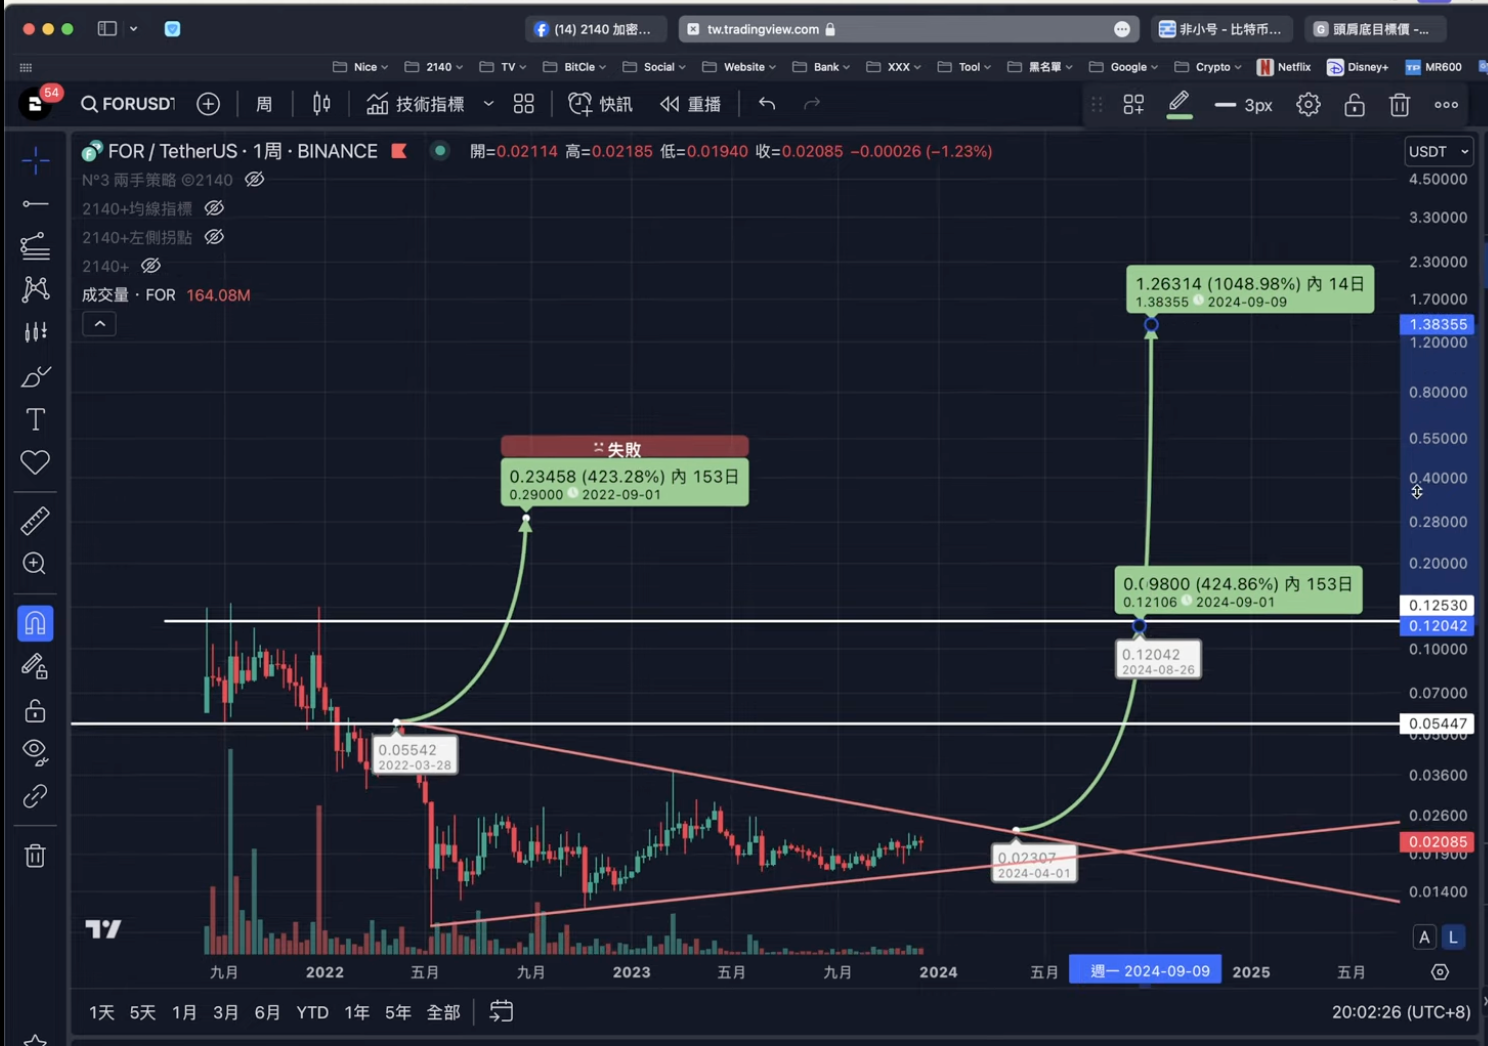 (14) 2140 加密...
tw.tradingview.com
非小号 - 比特币...
G 頭肩底目標價 -...
Nice
2140
TV
BitCle
Social
Website
Bank
XXX
Tool
黑名單
Google
Crypto
Netflix
Disney+
TP MR600
54
FORUSDT
周
技術指標
快訊
重播
3px
FOR / TetherUS · 1周 · BINANCE
開=0.02114 高=0.02185 低=0.01940 收=0.02085 −0.00026 (−1.23%)
USDT
N°3 兩手策略 ©2140
2140+均線指標
2140+左側拐點
2140+
成交量 · FOR 164.08M
4.50000
3.30000
2.30000
1.70000
1.38355
1.20000
0.80000
0.55000
0.40000
0.28000
0.20000
0.12530
0.12042
0.10000
0.07000
0.05447
0.05000
0.03600
0.02600
0.02085
0.01900
0.01400
1.26314 (1048.98%) 內 14日
1.38355 2024-09-09
失敗
0.23458 (423.28%) 內 153日
0.29000 2022-09-01
0.09800 (424.86%) 內 153日
0.12106 2024-09-01
0.12042
2024-08-26
0.05542
2022-03-28
0.02307
2024-04-01
A L
九月 2022 五月 九月 2023 五月 九月 2024 五月 週一 2024-09-09 2025 五月
1天 5天 1月 3月 6月 YTD 1年 5年 全部
20:02:26 (UTC+8)